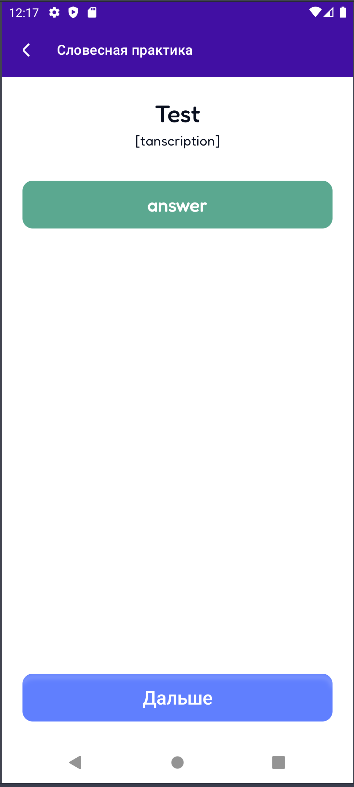 12:17
Словесная практика
Test
[tanscription]
answer
Дальше